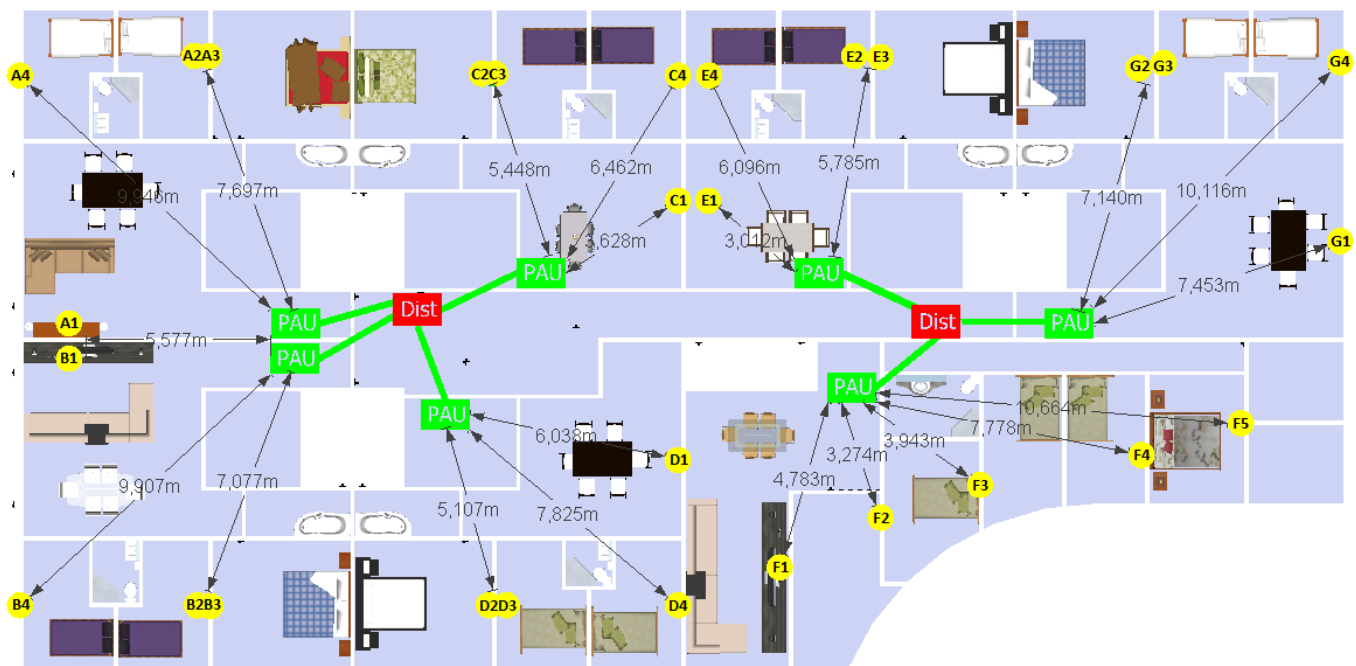 A2A3
E2
E3
A4
C2C3
C4
E4
G2
G3
G4
9,946m
7,697m
5,448m
6,462m
6,096m
5,785m
7,140m
10,116m
C1
E1
3,628m
3,012m
G1
7,453m
PAU
PAU
Dist
A1
PAU
Dist
PAU
5,577m
B1
PAU
PAU
PAU
10,664m
F5
6,038m
7,778m
3,943m
3,274m
F4
D1
4,783m
9,907m
7,077m
5,107m
7,825m
F3
F2
F1
B4
B2B3
D2D3
D4